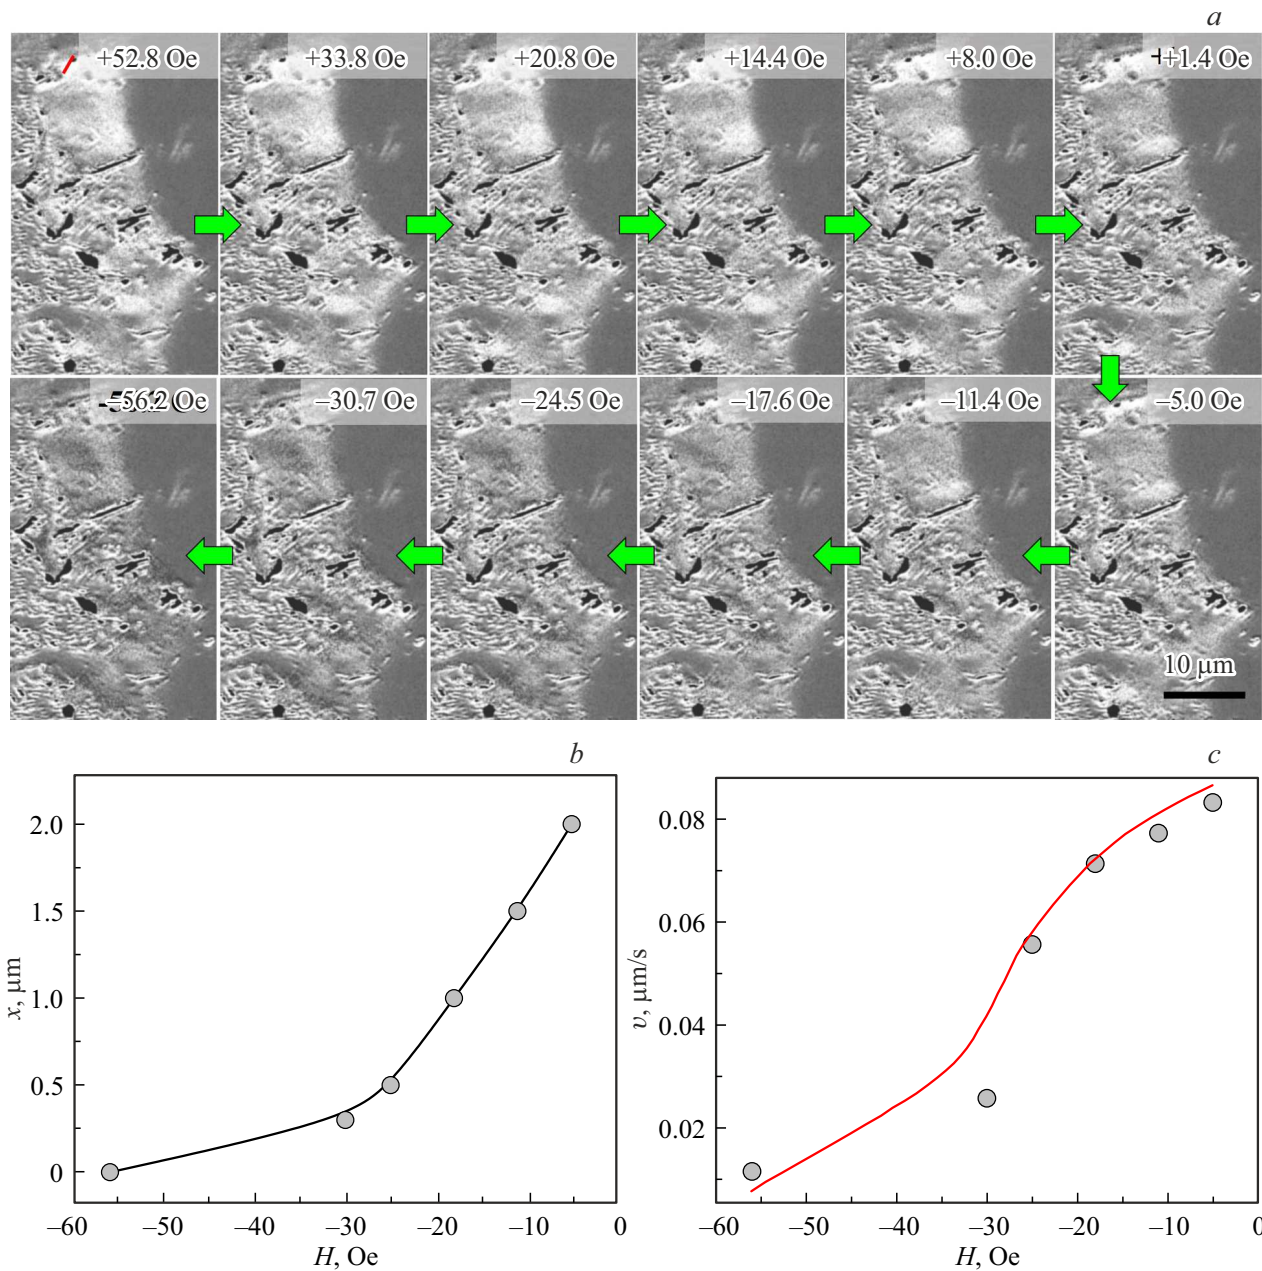 a
+52.8 Oe
+33.8 Oe
+20.8 Oe
+14.4 Oe
+8.0 Oe
+1.4 Oe
–56.2 Oe
–30.7 Oe
–24.5 Oe
–17.6 Oe
–11.4 Oe
–5.0 Oe
10 μm
b
2.0
1.5
1.0
0.5
0
x, μm
–60
–50
–40
–30
–20
–10
0
H, Oe
c
0.08
0.06
0.04
0.02
v, μm/s
–60
–50
–40
–30
–20
–10
0
H, Oe